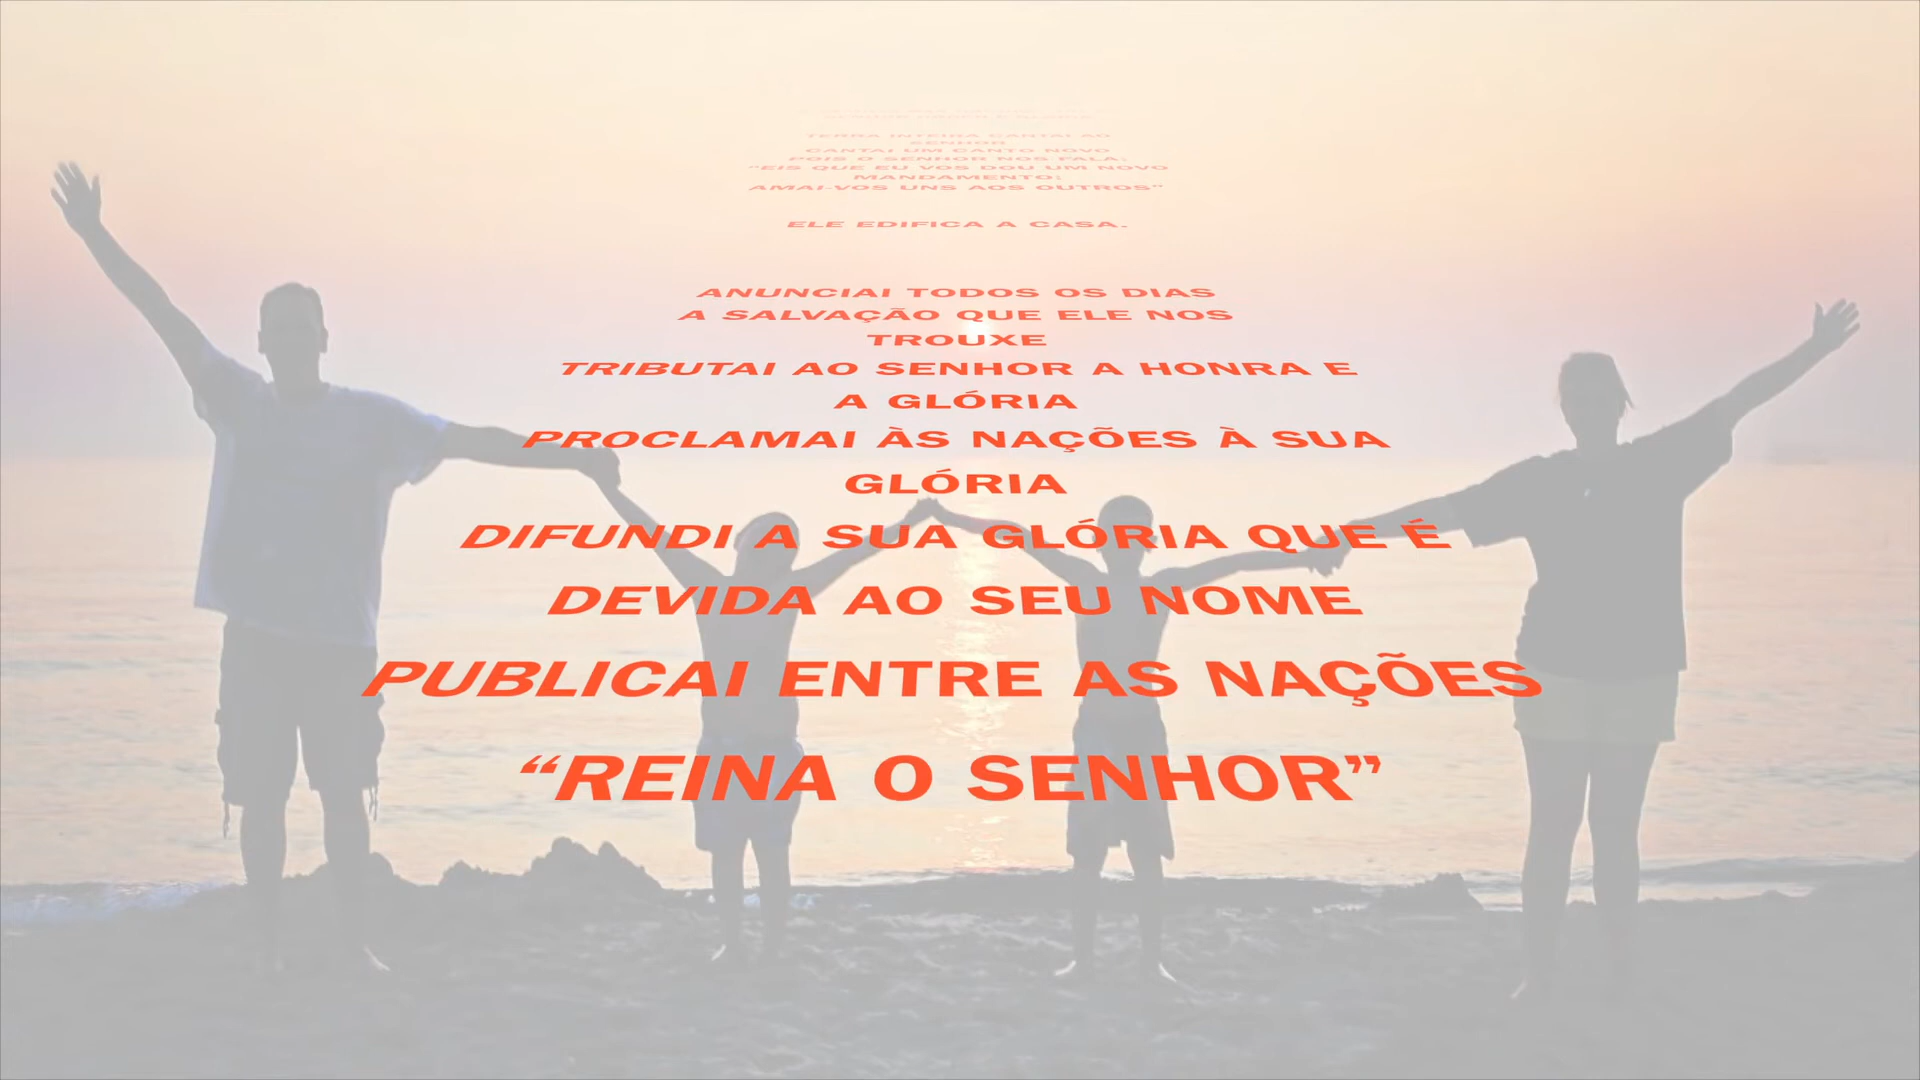 TERRA INTEIRA CANTAI AO
SENHOR
CANTAI UM CANTO NOVO
POIS O SENHOR NOS FALA:
“EIS QUE EU VOS DOU UM NOVO
MANDAMENTO:
AMAI-VOS UNS AOS OUTROS”
ELE EDIFICA A CASA.
ANUNCIAI TODOS OS DIAS
A SALVAÇÃO QUE ELE NOS
TROUXE
TRIBUTAI AO SENHOR A HONRA E
A GLÓRIA
PROCLAMAI ÀS NAÇÕES À SUA
GLÓRIA
DIFUNDI A SUA GLÓRIA QUE É
DEVIDA AO SEU NOME
PUBLICAI ENTRE AS NAÇÕES
“REINA O SENHOR”